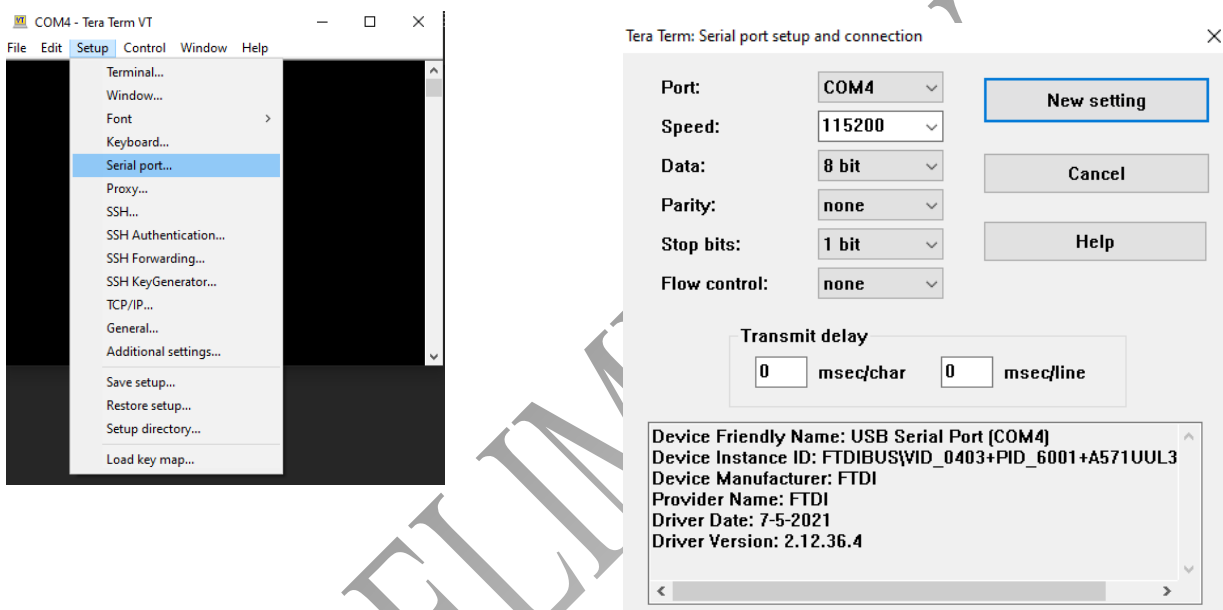 COM4 - Tera Term VT
File Edit Setup Control Window Help
Terminal...
Window...
Font
Keyboard...
Serial port...
Proxy...
SSH...
SSH Authentication...
SSH Forwarding...
SSH KeyGenerator...
TCP/IP...
General...
Additional settings...
Save setup...
Restore setup...
Setup directory...
Load key map...
Tera Term: Serial port setup and connection
Port: COM4
New setting
Speed: 115200
Data: 8 bit
Cancel
Parity: none
Stop bits: 1 bit
Help
Flow control: none
Transmit delay
0 msec/char 0 msec/line
Device Friendly Name: USB Serial Port (COM4)
Device Instance ID: FTDIBUS\VID_0403+PID_6001+A571UUL3
Device Manufacturer: FTDI
Provider Name: FTDI
Driver Date: 7-5-2021
Driver Version: 2.12.36.4